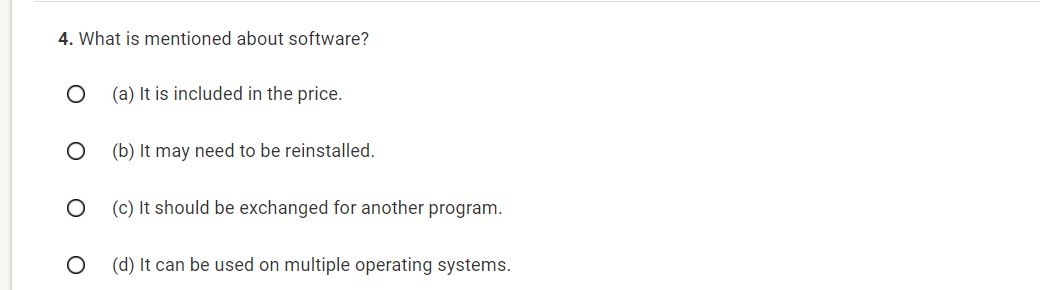 4. What is mentioned about software?
(a) It is included in the price.
(b) It may need to be reinstalled.
(c) It should be exchanged for another program.
(d) It can be used on multiple operating systems.